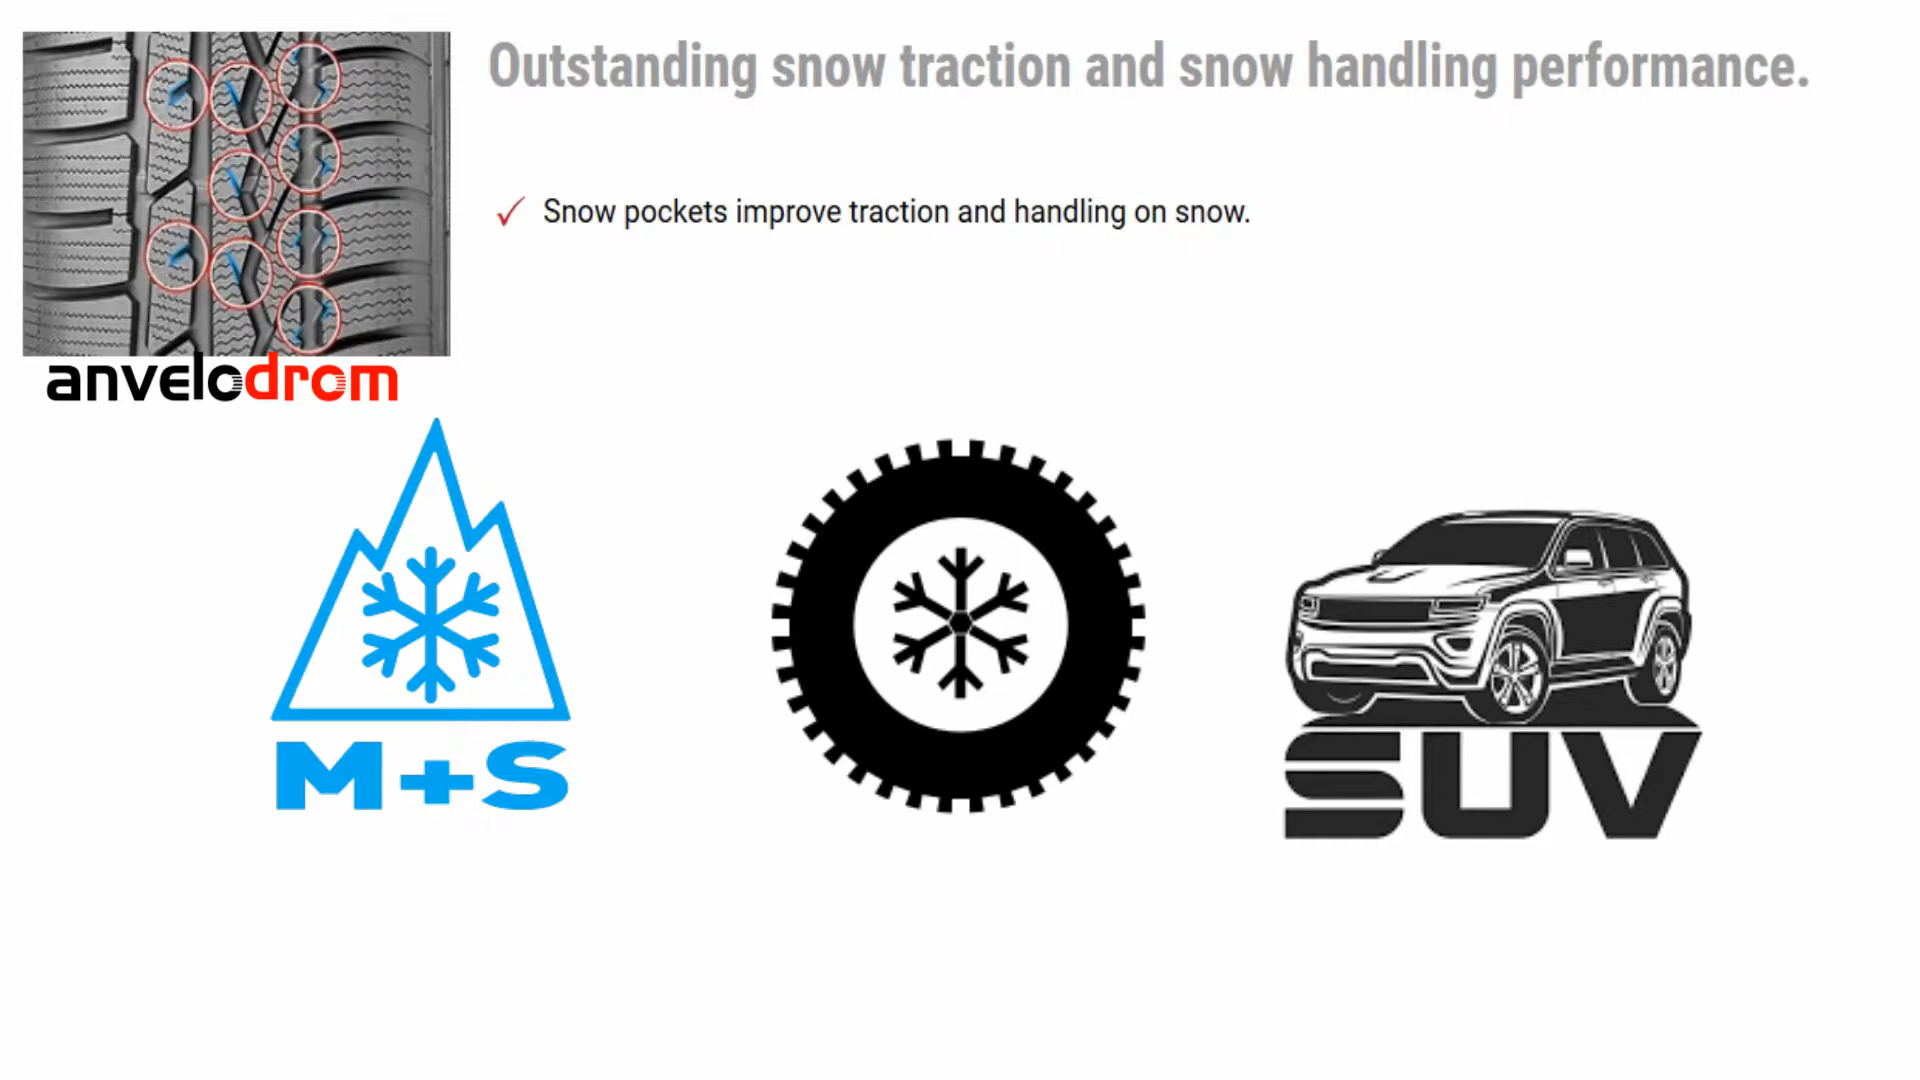 Outstanding snow traction and snow handling performance.
Snow pockets improve traction and handling on snow.
anvelodrom
M+S
SUV